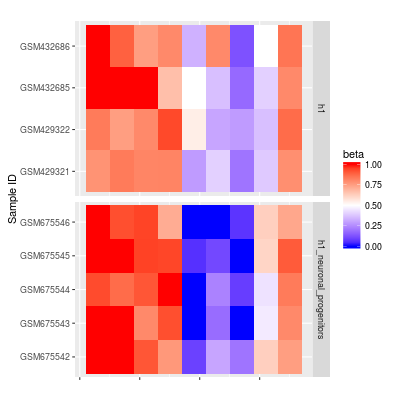 Sample ID
GSM432686
GSM432685
GSM429322
GSM429321
h1
GSM675546
GSM675545
GSM675544
GSM675543
GSM675542
h1_neuronal_progenitors
beta
1.00
0.75
0.50
0.25
0.00